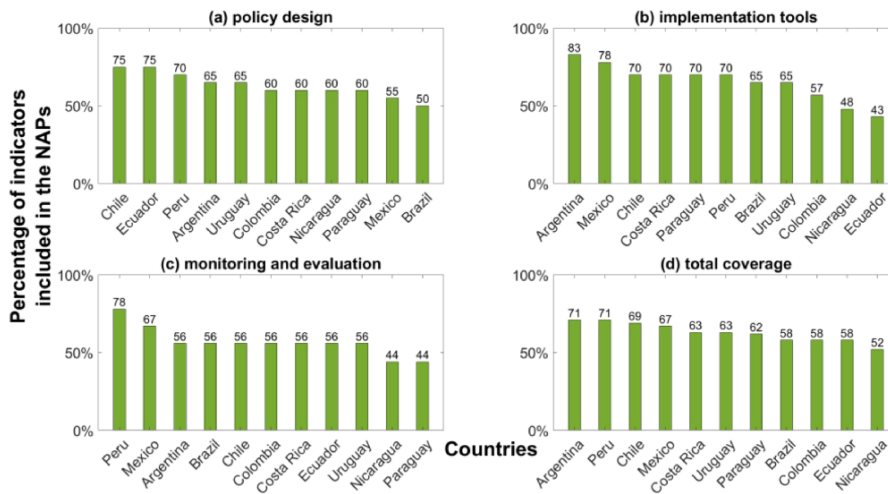 (a) policy design
100%
50%
0%
75 75 70 65 65 60 60 60 60 55 50
Chile Ecuador Peru Argentina Uruguay Colombia Costa Rica Nicaragua Paraguay Mexico Brazil
(b) implementation tools
100%
50%
0%
83 78 70 70 70 70 65 65 57 48 43
Argentina Mexico Chile Costa Rica Paraguay Peru Brazil Uruguay Colombia Nicaragua Ecuador
Percentage of indicators
included in the NAPs
(c) monitoring and evaluation
100%
50%
0%
78 67 56 56 56 56 56 56 56 44 44
Peru Mexico Argentina Brazil Chile Colombia Costa Rica Ecuador Uruguay Nicaragua Paraguay
(d) total coverage
100%
50%
0%
71 71 69 67 63 63 62 58 58 58 52
Argentina Peru Chile Mexico Costa Rica Uruguay Paraguay Brazil Colombia Ecuador Nicaragua
Countries